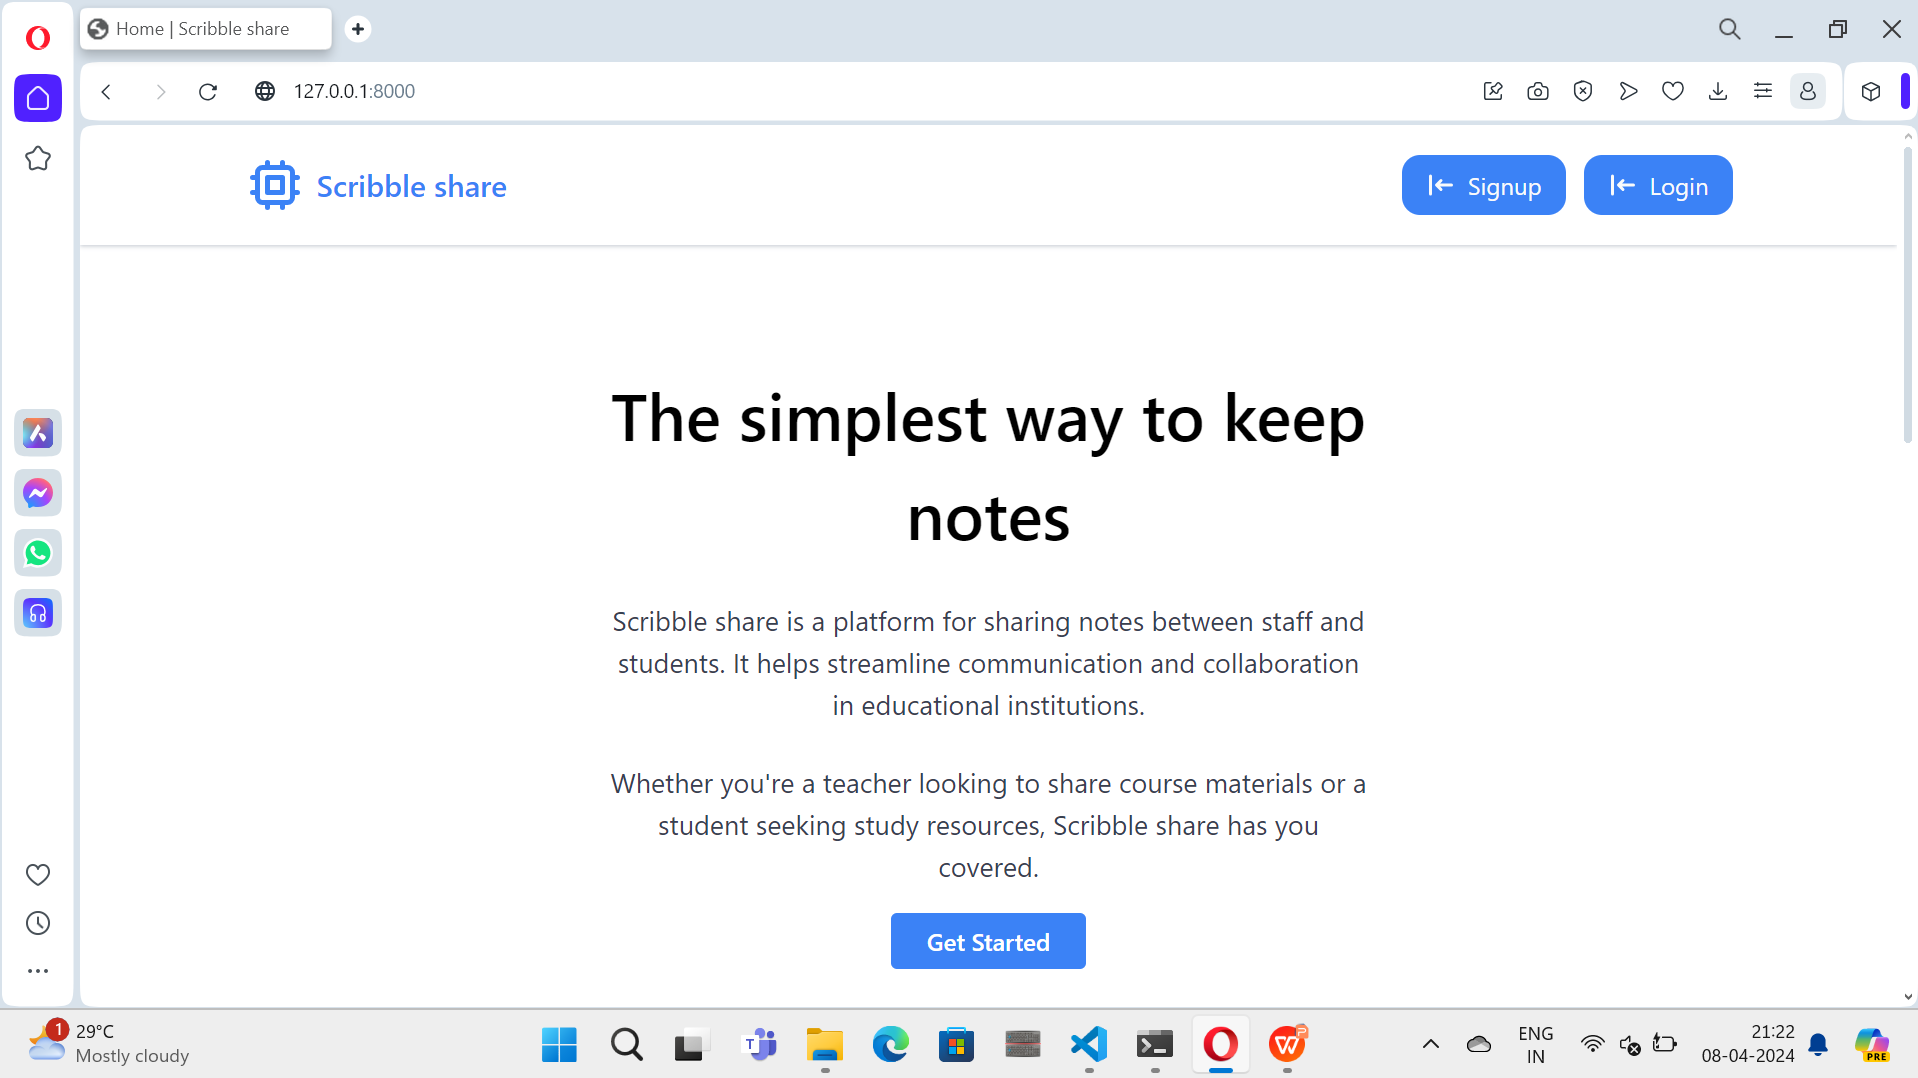 Home | Scribble share
127.0.0.1:8000
Scribble share
Signup
Login
The simplest way to keep
notes
Scribble share is a platform for sharing notes between staff and
students. It helps streamline communication and collaboration
in educational institutions.
Whether you're a teacher looking to share course materials or a
student seeking study resources, Scribble share has you
covered.
Get Started
1
29°C
Mostly cloudy
T
W
P
ENG
IN
21:22
08-04-2024
PRE